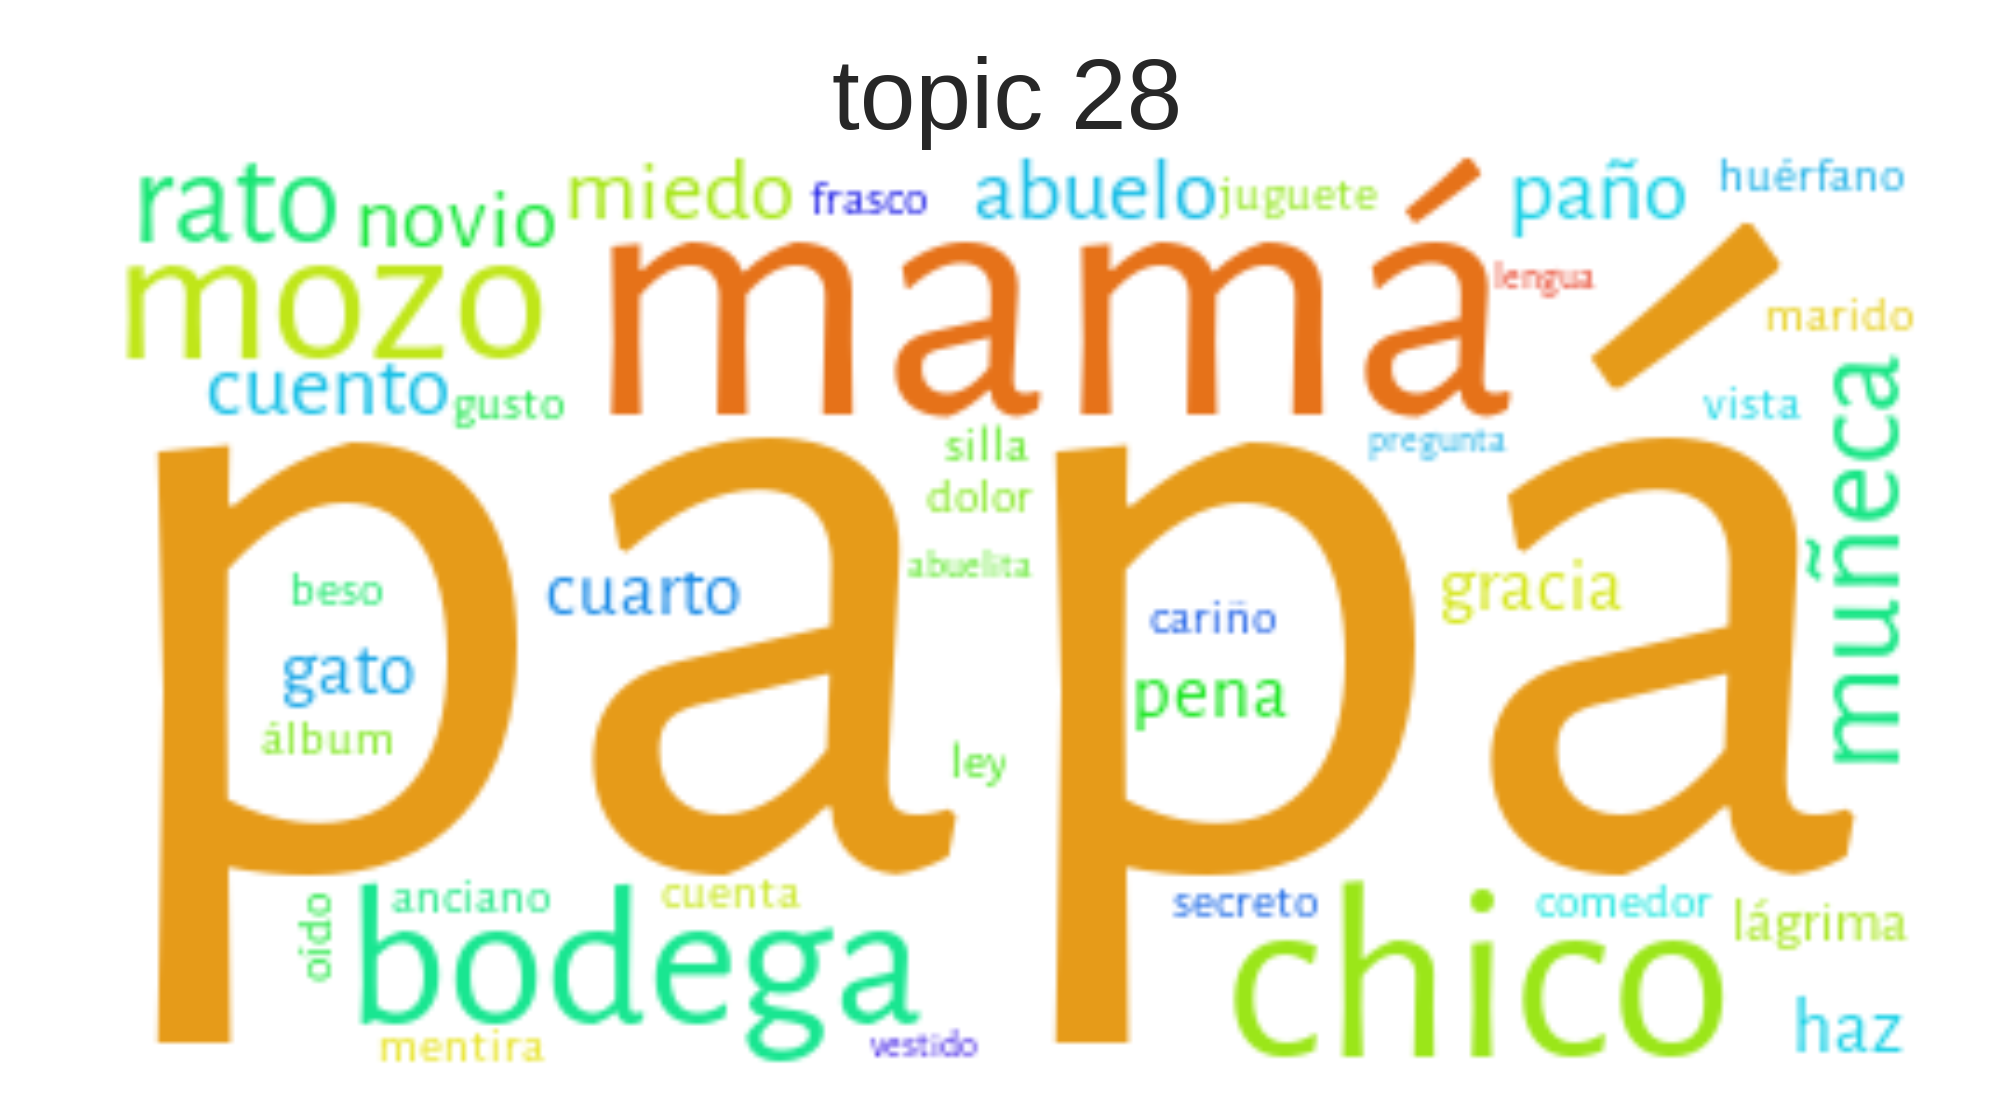 topic 28
rato novio miedo frasco abuelo juguete paño huérfano
mozo mamá lengua marido
cuento gusto vista
silla pregunta
dolor
papá
muñeca
abuelita
beso cuarto cariño gracia
gato pena
álbum ley
oído anciano cuenta secreto comedor lágrima
bodega chico haz
mentira vestido